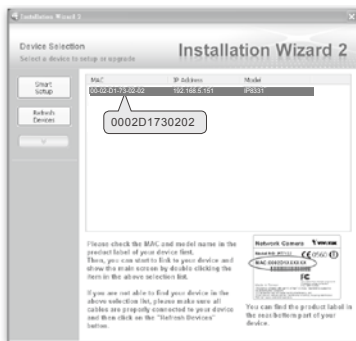 Installation Wizard 2
Device Selection
Select a device to setup or upgrade
Installation Wizard 2
Smart
Setup
Refresh
Devices
MAC IP Address Model
00-02-D1-73-02-02 192.168.5.151 IP8331
0002D1730202
Please check the MAC and model name in the
product label of your device first.
Then, you can start to link to your device and
show the main screen by double clicking the
item in the above selection list.
If you are not able to find your device in the
above selection list, please make sure all
cables are properly connected to your device
and then click on the "Refresh Devices"
button.
Network Camera VIVOTEK
0560
FC
You can find the product label in
the rear/bottom part of your
device.